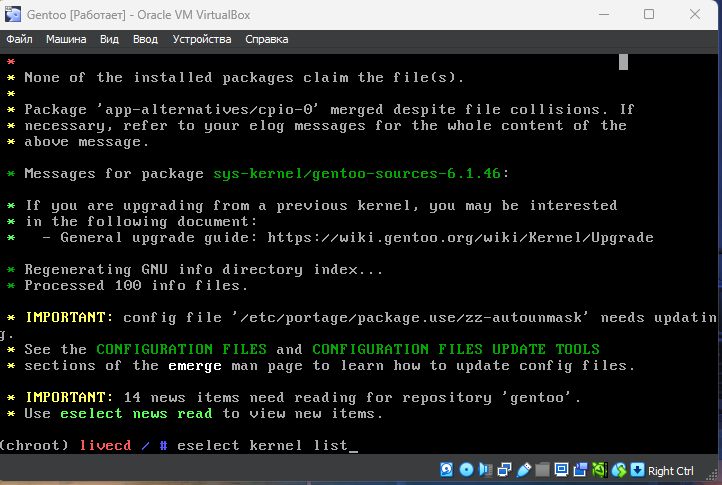 Gentoo [Работает] - Oracle VM VirtualBox
Файл Машина Вид Ввод Устройства Справка
*
* None of the installed packages claim the file(s).
*
* Package 'app-alternatives/cpio-0' merged despite file collisions. If
* necessary, refer to your elog messages for the whole content of the
* above message.
* Messages for package sys-kernel/gentoo-sources-6.1.46:
* If you are upgrading from a previous kernel, you may be interested
* in the following document:
*   - General upgrade guide: https://wiki.gentoo.org/wiki/Kernel/Upgrade
* Regenerating GNU info directory index...
* Processed 100 info files.
* IMPORTANT: config file '/etc/portage/package.use/zz-autounmask' needs updatin
g.
* See the CONFIGURATION FILES and CONFIGURATION FILES UPDATE TOOLS
* sections of the emerge man page to learn how to update config files.
* IMPORTANT: 14 news items need reading for repository 'gentoo'.
* Use eselect news read to view new items.
(chroot) livecd / # eselect kernel list_
Right Ctrl